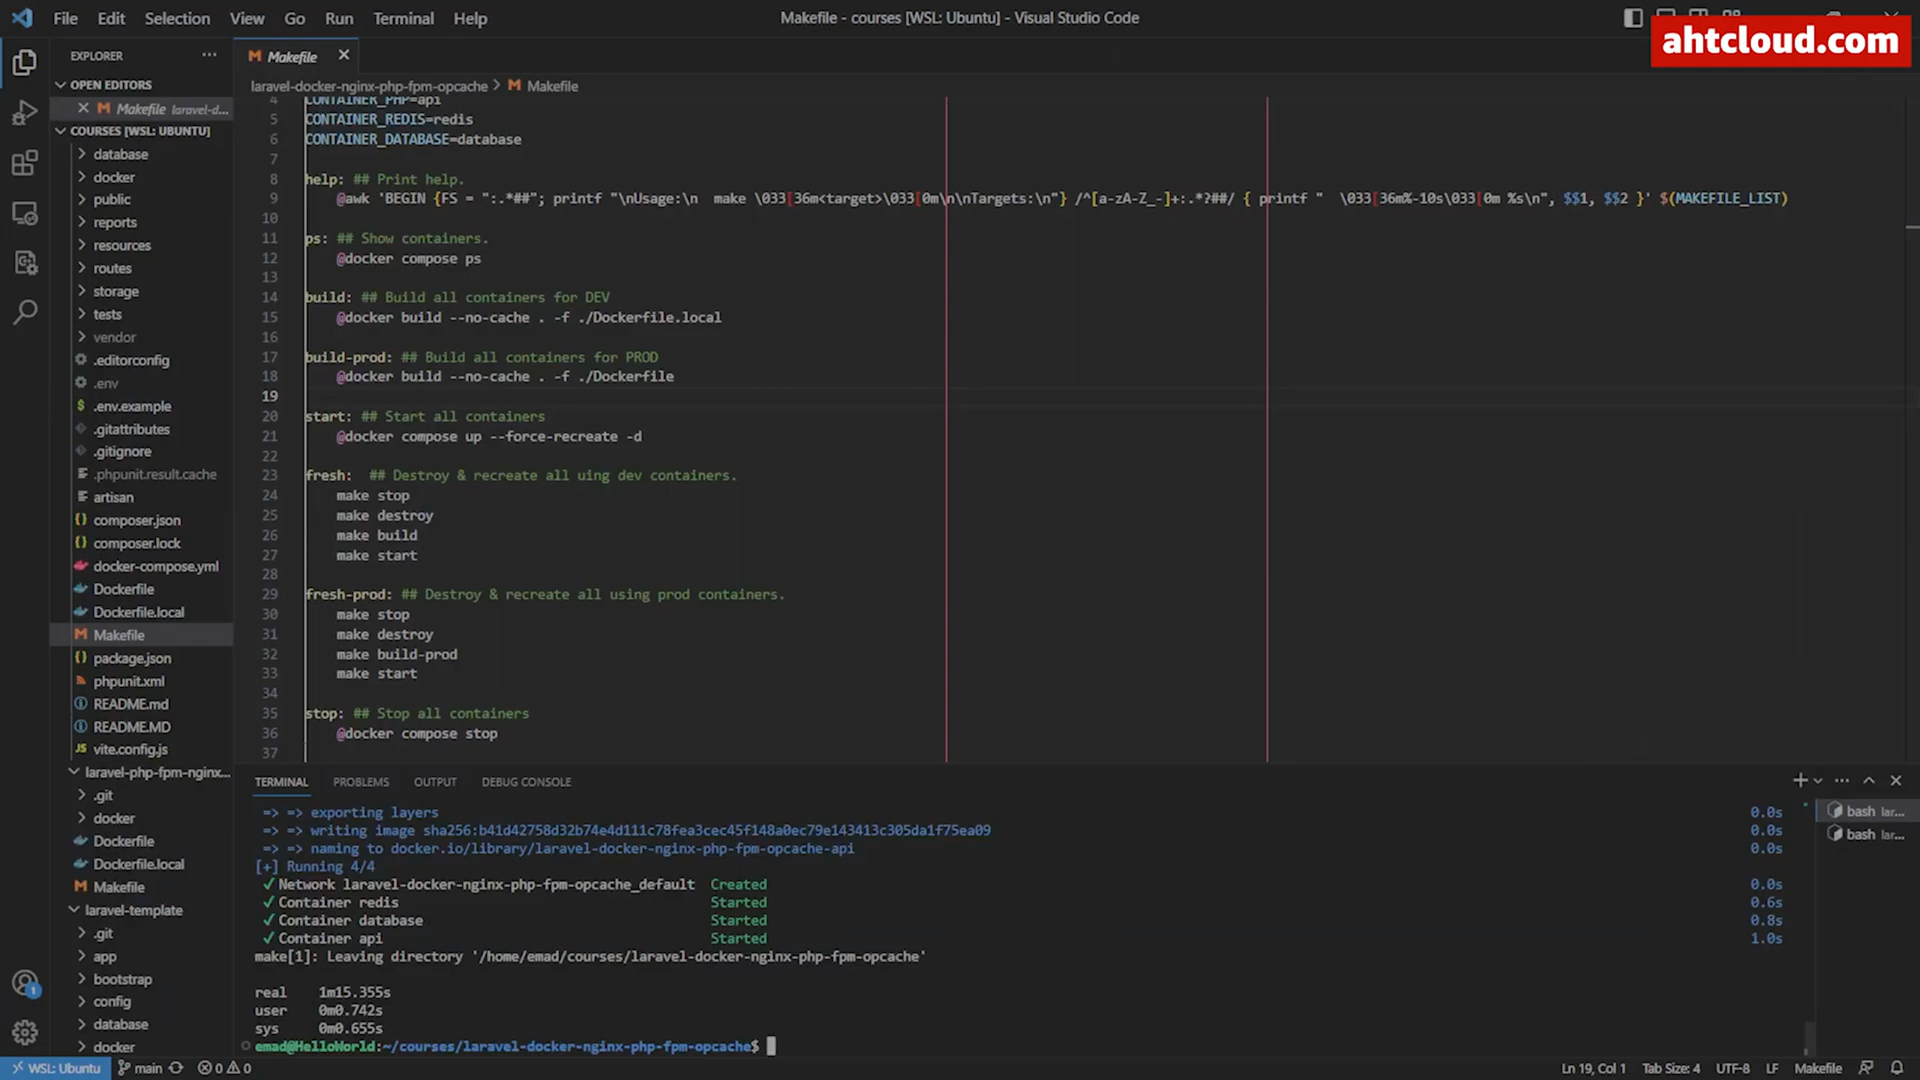 File Edit Selection View Go Run Terminal Help
Makefile - courses [WSL: Ubuntu] - Visual Studio Code
ahtcloud.com
EXPLORER
OPEN EDITORS
Makefile laravel-d...
COURSES [WSL: UBUNTU]
database
docker
public
reports
resources
routes
storage
tests
vendor
.editorconfig
.env
.env.example
.gitattributes
.gitignore
.phpunit.result.cache
artisan
composer.json
composer.lock
docker-compose.yml
Dockerfile
Dockerfile.local
Makefile
package.json
phpunit.xml
README.md
README.MD
vite.config.js
laravel-php-fpm-nginx...
.git
docker
Dockerfile
Dockerfile.local
Makefile
laravel-template
.git
app
bootstrap
config
database
docker
Makefile
laravel-docker-nginx-php-fpm-opcache > Makefile
4 CONTAINER_PHP=api
5 CONTAINER_REDIS=redis
6 CONTAINER_DATABASE=database
7
8 help: ## Print help.
9 @awk 'BEGIN {FS = ":.*##"; printf "\nUsage:\n  make \033[36m<target>\033[0m\n\nTargets:\n"} /^[a-zA-Z_-]+:.*?##/ { printf "  \033[36m%-10s\033[0m %s\n", $$1, $$2 }' $(MAKEFILE_LIST)
10
11 ps: ## Show containers.
12 @docker compose ps
13
14 build: ## Build all containers for DEV
15 @docker build --no-cache . -f ./Dockerfile.local
16
17 build-prod: ## Build all containers for PROD
18 @docker build --no-cache . -f ./Dockerfile
19
20 start: ## Start all containers
21 @docker compose up --force-recreate -d
22
23 fresh:  ## Destroy & recreate all uing dev containers.
24 make stop
25 make destroy
26 make build
27 make start
28
29 fresh-prod: ## Destroy & recreate all using prod containers.
30 make stop
31 make destroy
32 make build-prod
33 make start
34
35 stop: ## Stop all containers
36 @docker compose stop
37
TERMINAL PROBLEMS OUTPUT DEBUG CONSOLE
=> => exporting layers 0.0s
=> => writing image sha256:b41d42758d32b74e4d111c78fea3cec45f148a0ec79e143413c305da1f75ea09 0.0s
=> => naming to docker.io/library/laravel-docker-nginx-php-fpm-opcache-api 0.0s
[+] Running 4/4
✓ Network laravel-docker-nginx-php-fpm-opcache_default Created 0.0s
✓ Container redis Started 0.6s
✓ Container database Started 0.8s
✓ Container api Started 1.0s
make[1]: Leaving directory '/home/emad/courses/laravel-docker-nginx-php-fpm-opcache'
real 1m15.355s
user 0m0.742s
sys 0m0.655s
emad@HelloWorld:~/courses/laravel-docker-nginx-php-fpm-opcache$
bash lar...
bash lar...
1
WSL: Ubuntu main 0 0
Ln 19, Col 1 Tab Size: 4 UTF-8 LF Makefile